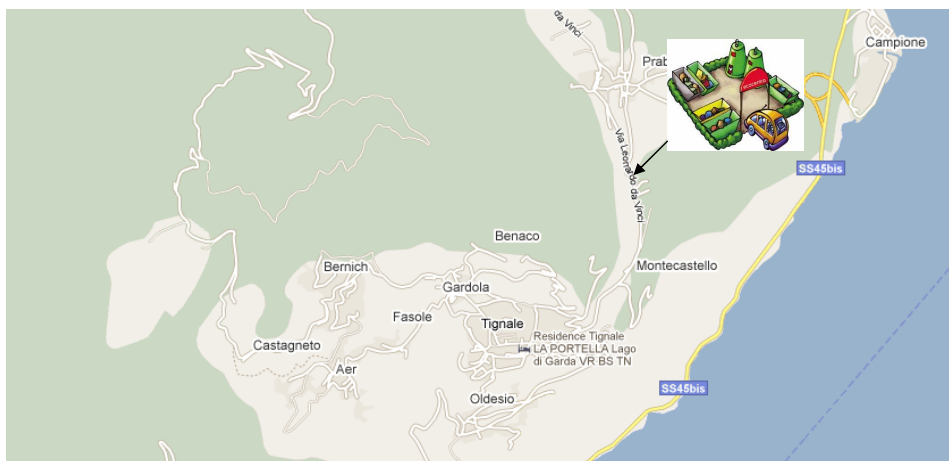 da Vinci
Campione
Prab
Via Leonardo da Vinci
SS45bis
Benaco
Montecastello
Bernich
Gardola
Fasole
Tignale
Residence Tignale
LA PORTELLA Lago
di Garda VR BS TN
Castagneto
Aer
SS45bis
Oldesio